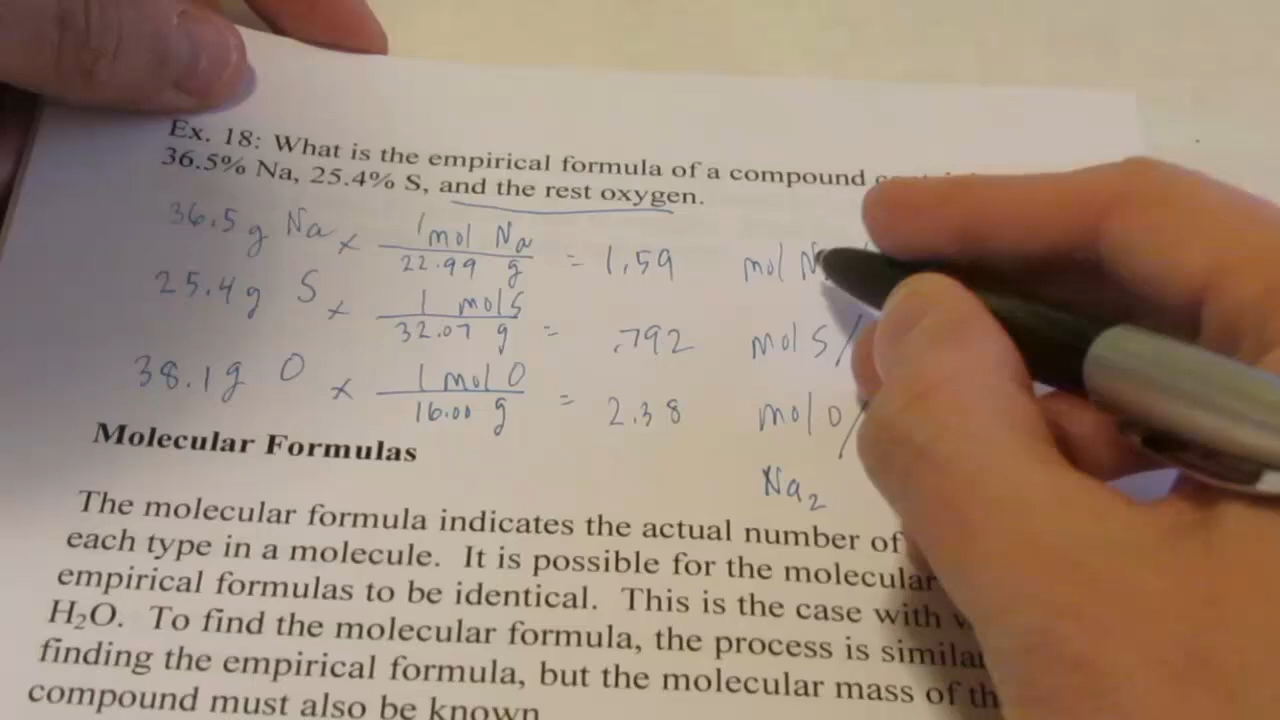 Ex. 18: What is the empirical formula of a compound
36.5% Na, 25.4% S, and the rest oxygen.
36.5 g Na x 1 mol Na / 22.99 g = 1.59 mol
25.4 g S x 1 mol S / 32.07 g = .792 mol S /
38.1 g O x 1 mol O / 16.00 g = 2.38 mol O /
Na₂
Molecular Formulas
The molecular formula indicates the actual number of
each type in a molecule. It is possible for the molecular
empirical formulas to be identical. This is the case with
H₂O. To find the molecular formula, the process is similar
finding the empirical formula, but the molecular mass of
compound must also be known